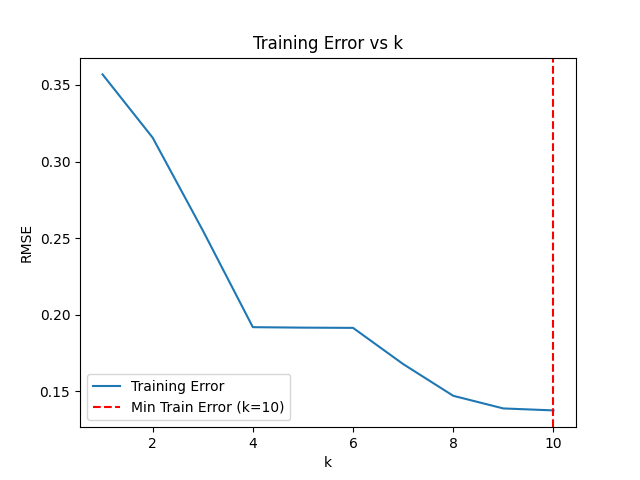 Training Error vs k
0.35
0.30
0.25
0.20
0.15
RMSE
Training Error
Min Train Error (k=10)
2 4 6 8 10
k